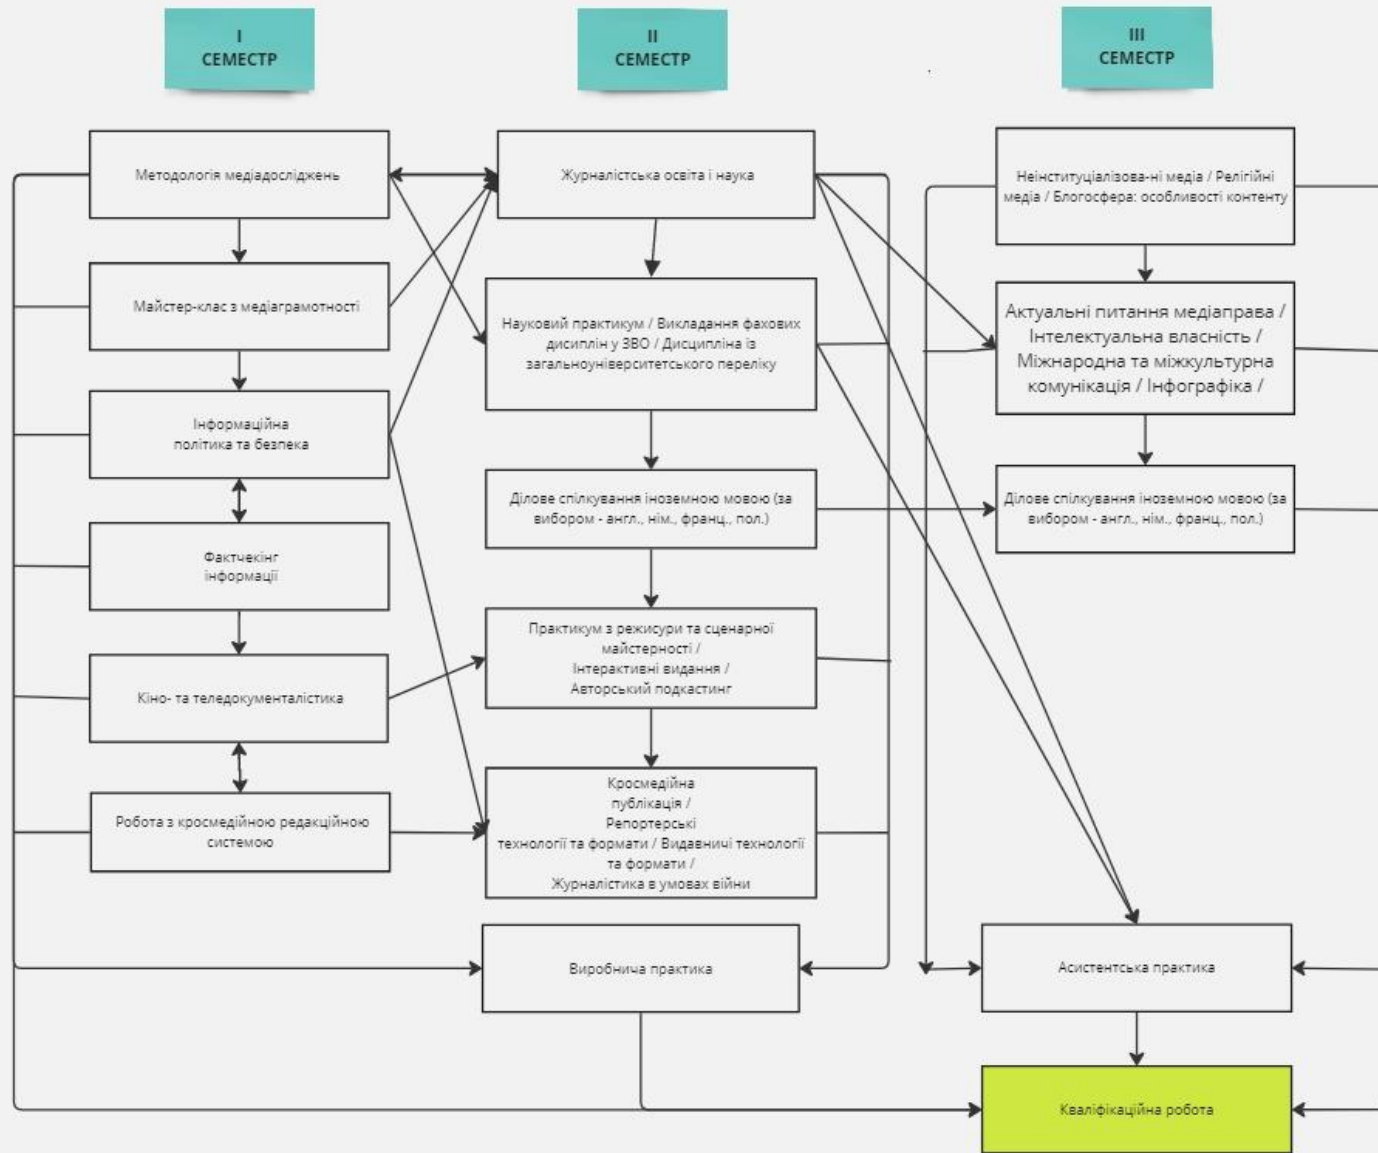 I
СЕМЕСТР
II
СЕМЕСТР
III
СЕМЕСТР
Методологія медіадосліджень
Майстер-клас з медіаграмотності
Інформаційна
політика та безпека
Фактчекінг
інформації
Кіно- та теледокументалістика
Робота з кросмедійною редакційною
системою
Журналістська освіта і наука
Науковий практикум / Викладання фахових
дисиплін у ЗВО / Дисципліна із
загальноуніверситетського переліку
Ділове спілкування іноземною мовою (за
вибором - англ., нім., франц., пол.)
Практикум з режисури та сценарної
майстерності /
Інтерактивні видання /
Авторський подкастинг
Кросмедійна
публікація /
Репортерські
технології та формати / Видавничі технології
та формати /
Журналістика в умовах війни
Виробнича практика
Неінституціалізова-ні медіа / Релігійні
медіа / Блогосфера: особливості контенту
Актуальні питання медіаправа /
Інтелектуальна власність /
Міжнародна та міжкультурна
комунікація / Інфографіка /
Ділове спілкування іноземною мовою (за
вибором - англ., нім., франц., пол.)
Асистентська практика
Кваліфікаційна робота